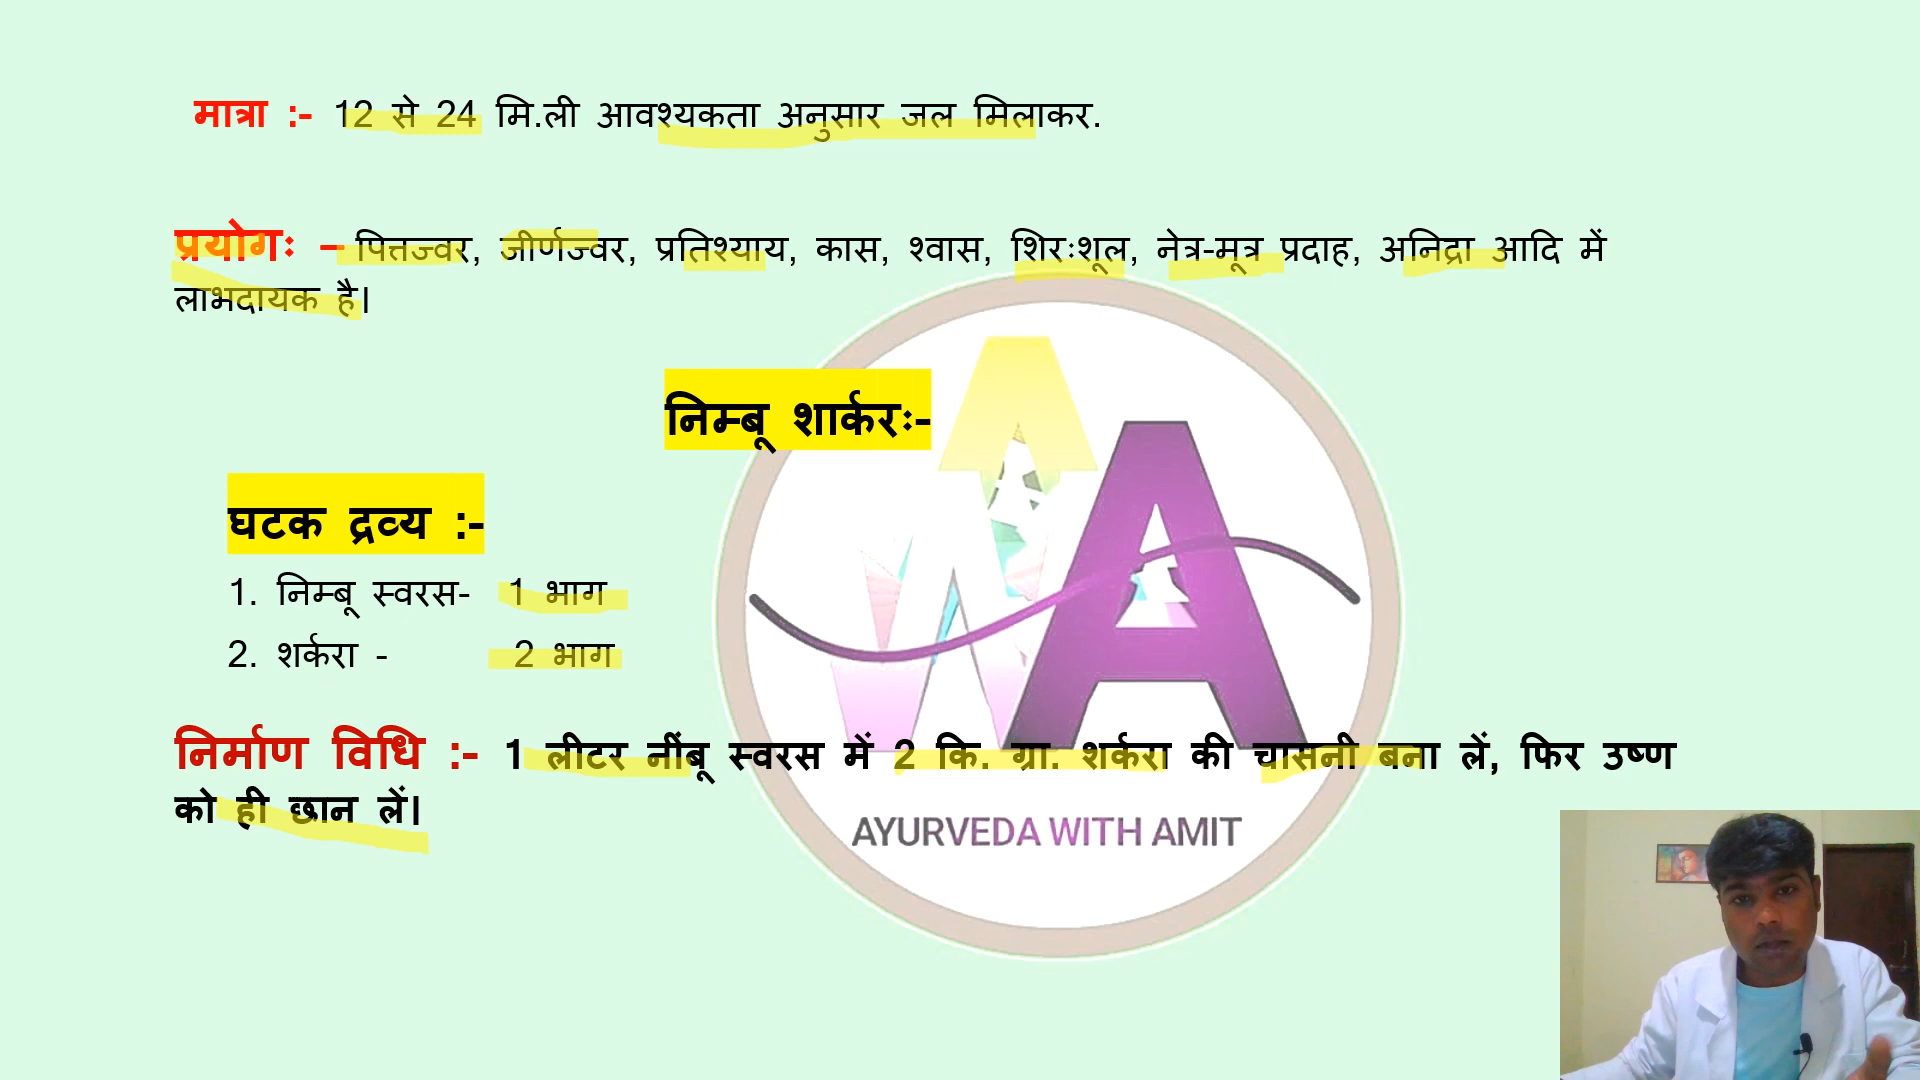 मात्रा :- 12 से 24 मि.ली आवश्यकता अनुसार जल मिलाकर.
प्रयोगः – पित्तज्वर, जीर्णज्वर, प्रतिश्याय, कास, श्वास, शिरःशूल, नेत्र-मूत्र प्रदाह, अनिद्रा आदि में
लाभदायक है।
निम्बू शार्करः-
घटक द्रव्य :-
1. निम्बू स्वरस- 1 भाग
2. शर्करा - 2 भाग
निर्माण विधि :- 1 लीटर नींबू स्वरस में 2 कि. ग्रा. शर्करा की चासनी बना लें, फिर उष्ण
को ही छान लें।
AYURVEDA WITH AMIT